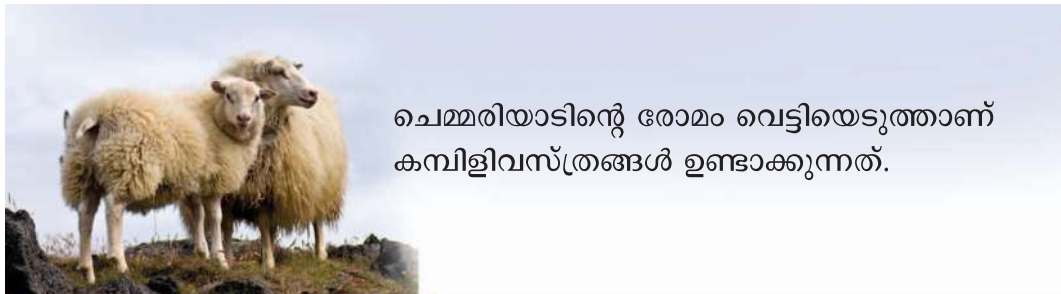 ചെമ്മരിയാടിന്റെ രോമം വെട്ടിയെടുത്താണ്
കമ്പിളിവസ്ത്രങ്ങൾ ഉണ്ടാക്കുന്നത്.